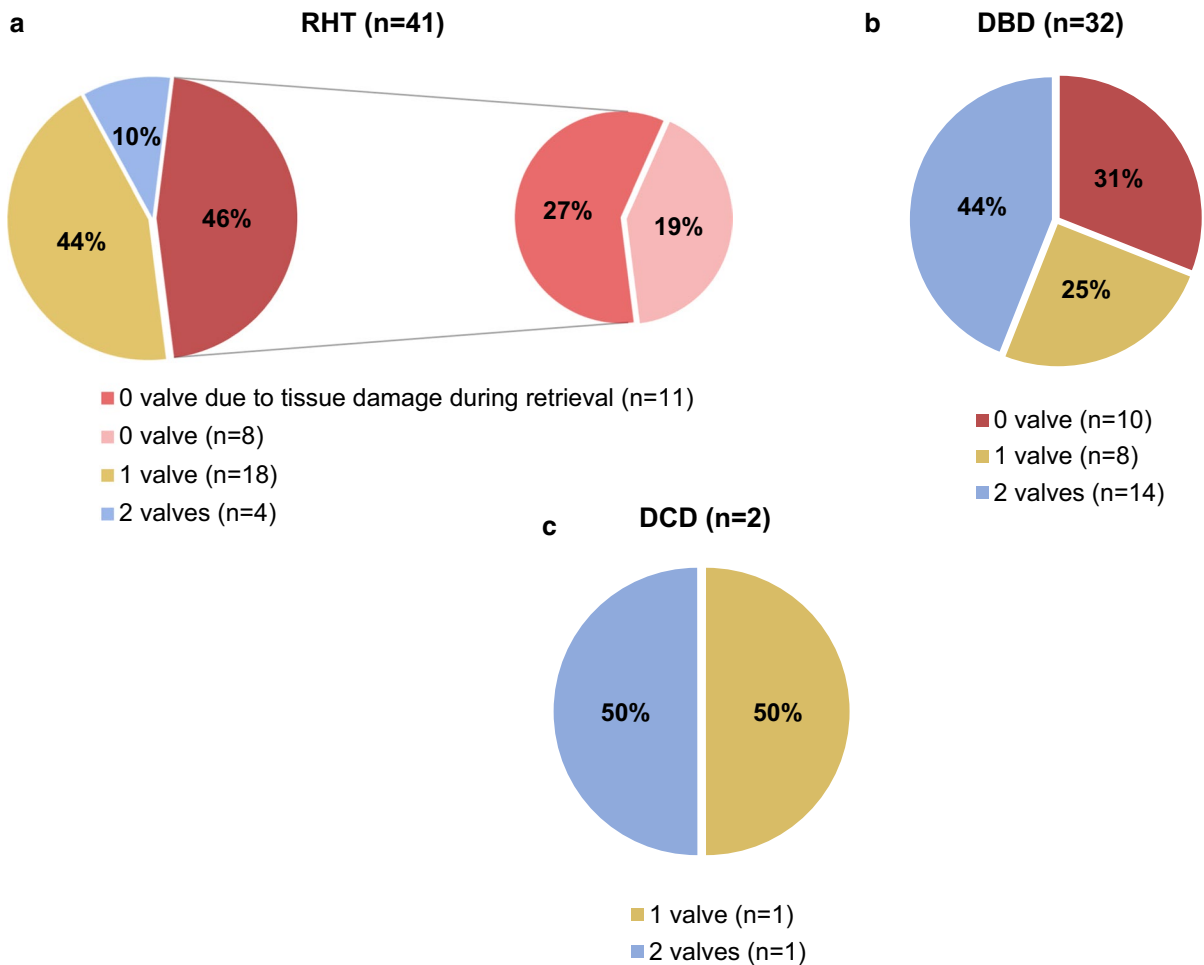 a
RHT (n=41)
10%
46%
44%
27%
19%
0 valve due to tissue damage during retrieval (n=11)
0 valve (n=8)
1 valve (n=18)
2 valves (n=4)
b
DBD (n=32)
31%
44%
25%
0 valve (n=10)
1 valve (n=8)
2 valves (n=14)
c
DCD (n=2)
50%
50%
1 valve (n=1)
2 valves (n=1)